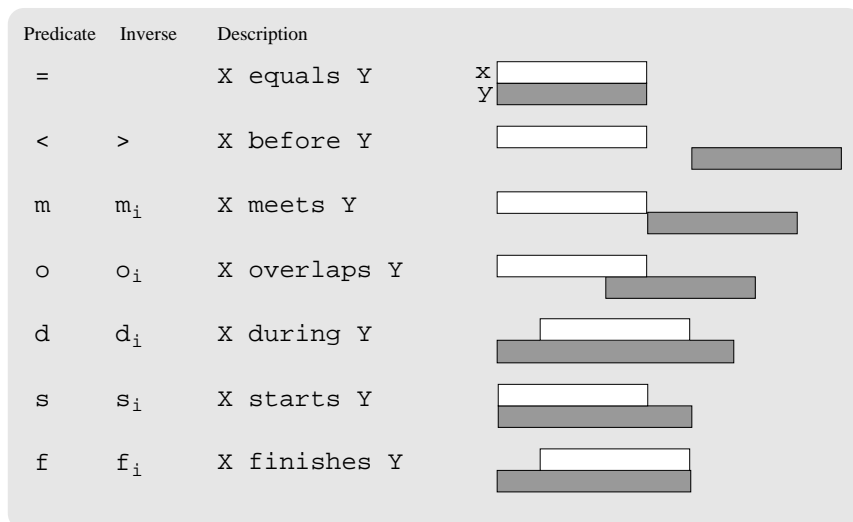 Predicate Inverse Description
= X equals Y x
y
< > X before Y
m mᵢ X meets Y
o oᵢ X overlaps Y
d dᵢ X during Y
s sᵢ X starts Y
f fᵢ X finishes Y